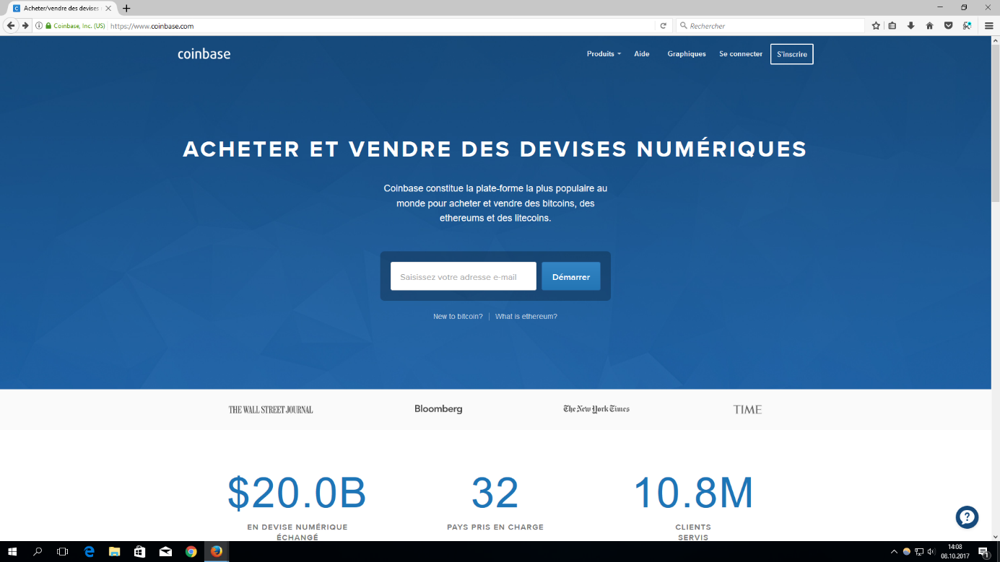 Acheter/vendre des devises
Coinbase, Inc. (US)
https://www.coinbase.com
Rechercher
coinbase
Produits
Aide
Graphiques
Se connecter
S'inscrire
ACHETER ET VENDRE DES DEVISES NUMÉRIQUES
Coinbase constitue la plate-forme la plus populaire au
monde pour acheter et vendre des bitcoins, des
ethereums et des litecoins.
Saisissez votre adresse e-mail
Démarrer
New to bitcoin?
What is ethereum?
THE WALL STREET JOURNAL
Bloomberg
The New York Times
TIME
$20.0B
EN DEVISE NUMÉRIQUE
ÉCHANGÉ
32
PAYS PRIS EN CHARGE
10.8M
CLIENTS
SERVIS
14:08
08.10.2017
1